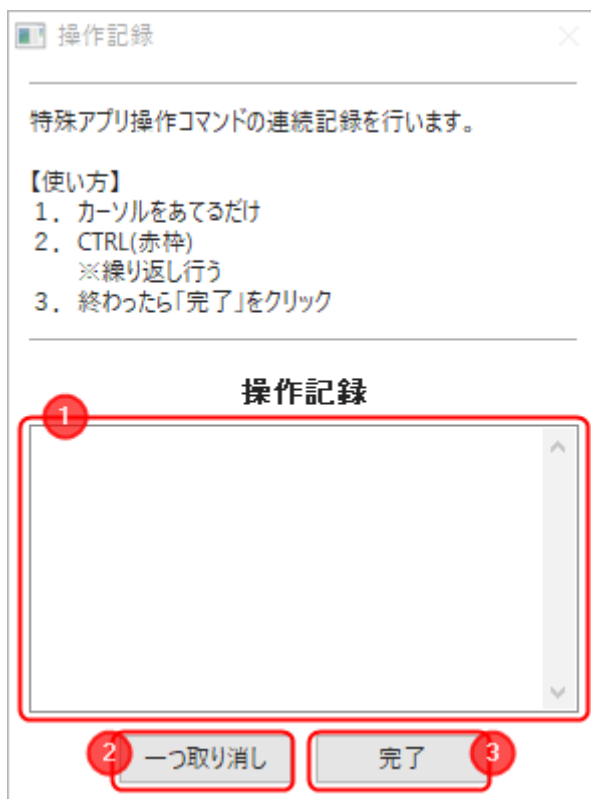 操作記録
特殊アプリ操作コマンドの連続記録を行います。
【使い方】
１．カーソルをあてるだけ
２．CTRL(赤枠)
※繰り返し行う
３．終わったら「完了」をクリック
操作記録
1
2 一つ取り消し 完了 3